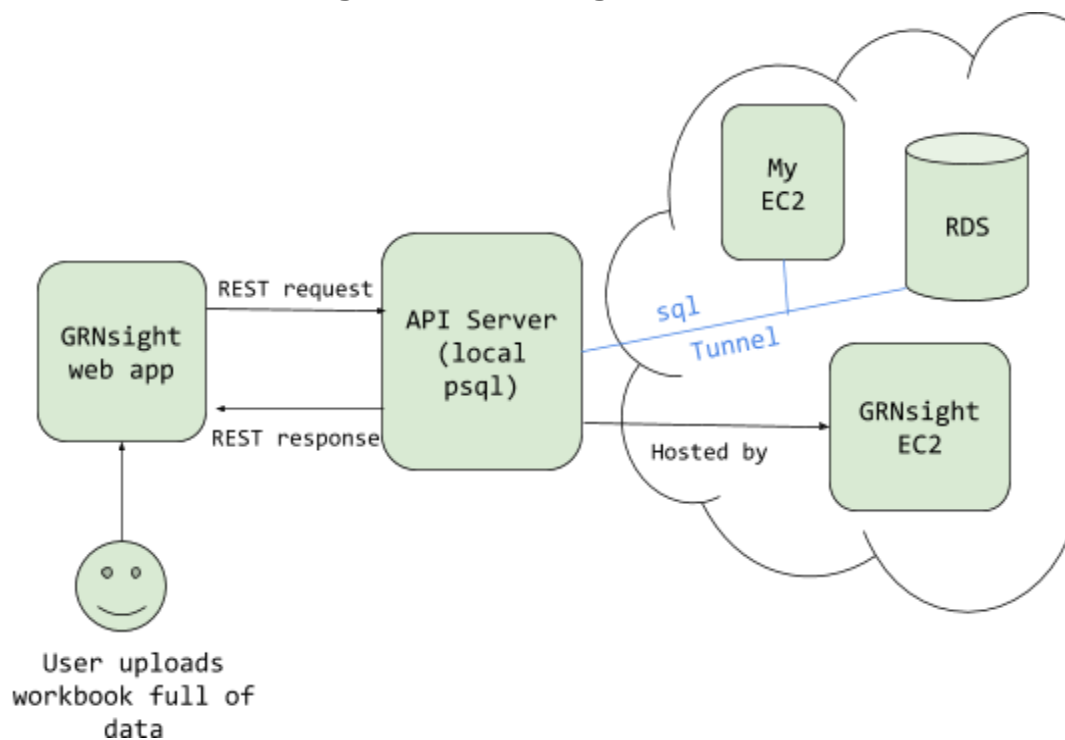 My
EC2
RDS
REST request
GRNsight
web app
API Server
(local
psql)
sql
Tunnel
REST response
GRNsight
EC2
Hosted by
User uploads
workbook full of
data